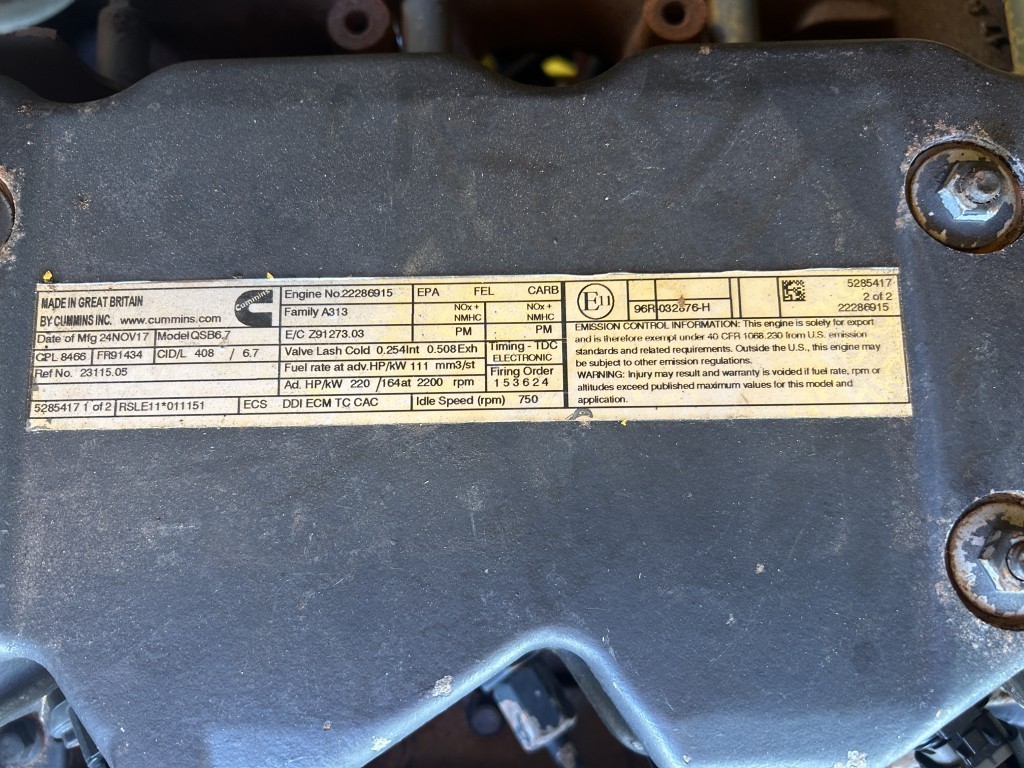 MADE IN GREAT BRITAIN
BY CUMMINS INC. www.cummins.com
Cummins
Date of Mfg 24NOV17 Model QSB6.7
CPL 8466 FR91434 CID/L 408 / 6.7
Ref No. 23115.05
5285417 1 of 2 RSLE11*011151
Engine No.22286915
Family A313
E/C Z91273.03
Valve Lash Cold 0.254Int 0.508Exh
Fuel rate at adv.HP/kW 111 mm3/st
Ad. HP/kW 220 /164at 2200 rpm
ECS DDI ECM TC CAC
Idle Speed (rpm) 750
EPA FEL CARB
NOx + NOx +
NMHC NMHC
PM PM
Timing - TDC
ELECTRONIC
Firing Order
1 5 3 6 2 4
E11
96R-032676-H
5285417
2 of 2
22286915
EMISSION CONTROL INFORMATION: This engine is solely for export
and is therefore exempt under 40 CFR 1068.230 from U.S. emission
standards and related requirements. Outside the U.S., this engine may
be subject to other emission regulations.
WARNING: Injury may result and warranty is voided if fuel rate, rpm or
altitudes exceed published maximum values for this model and
application.